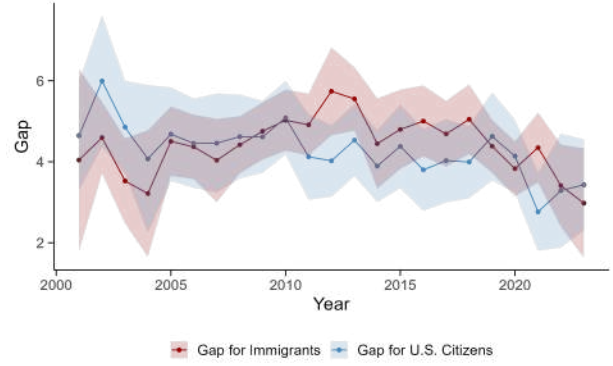 6
4
2
Gap
2000 2005 2010 2015 2020
Year
Gap for Immigrants Gap for U.S. Citizens